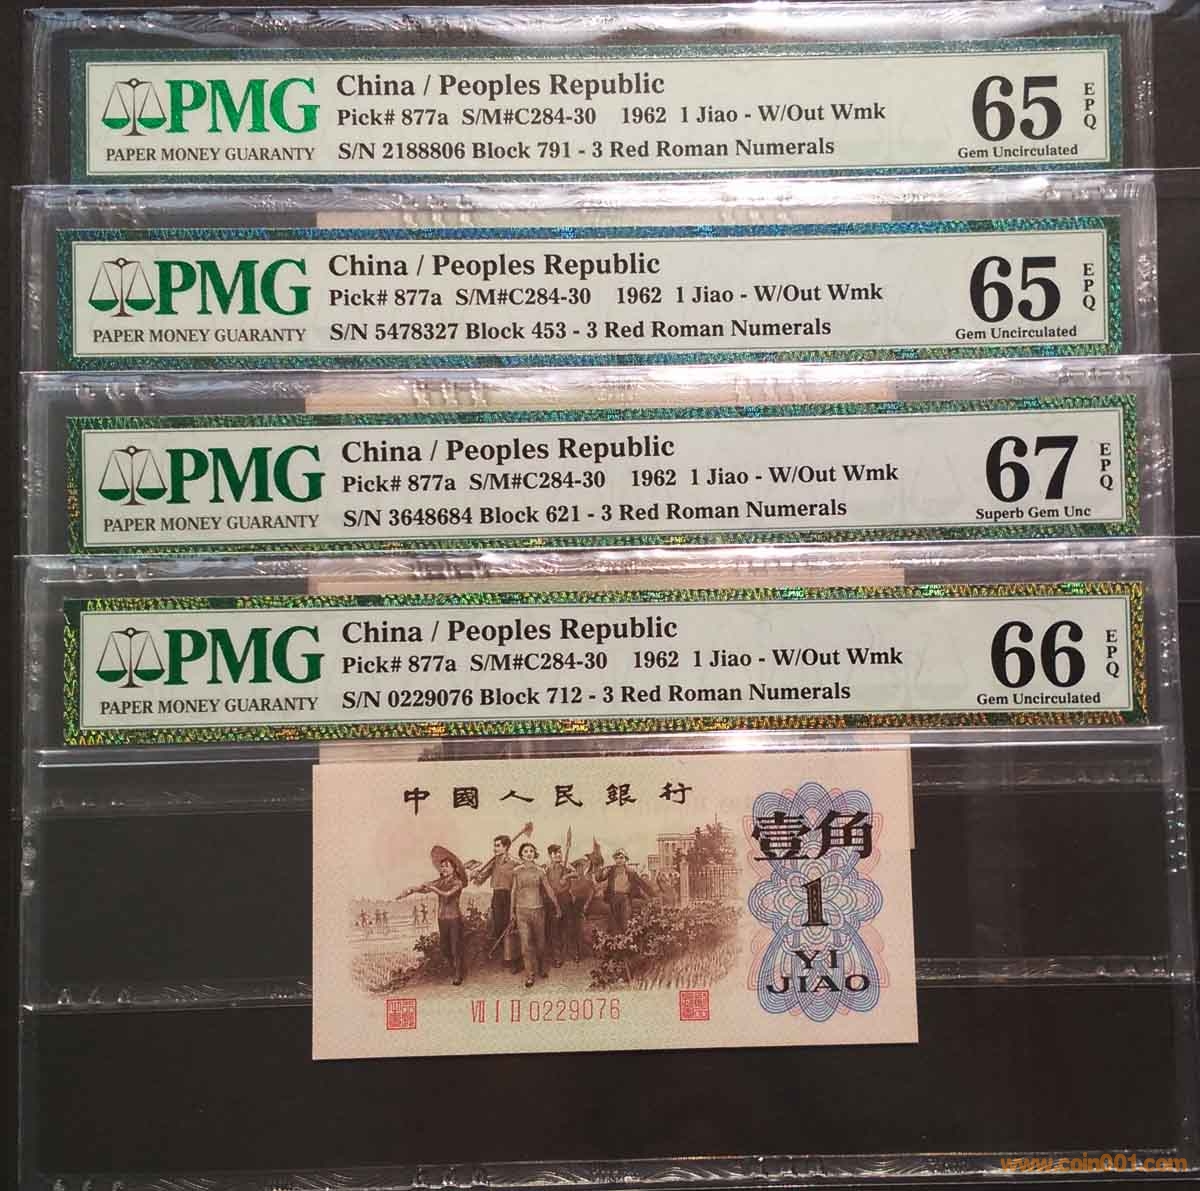 PMG
PAPER MONEY GUARANTY
China / Peoples Republic
Pick# 877a S/M#C284-30 1962 1 Jiao - W/Out Wmk
S/N 2188806 Block 791 - 3 Red Roman Numerals
65
EPQ
Gem Uncirculated
PMG
PAPER MONEY GUARANTY
China / Peoples Republic
Pick# 877a S/M#C284-30 1962 1 Jiao - W/Out Wmk
S/N 5478327 Block 453 - 3 Red Roman Numerals
65
EPQ
Gem Uncirculated
PMG
PAPER MONEY GUARANTY
China / Peoples Republic
Pick# 877a S/M#C284-30 1962 1 Jiao - W/Out Wmk
S/N 3648684 Block 621 - 3 Red Roman Numerals
67
EPQ
Superb Gem Unc
PMG
PAPER MONEY GUARANTY
China / Peoples Republic
Pick# 877a S/M#C284-30 1962 1 Jiao - W/Out Wmk
S/N 0229076 Block 712 - 3 Red Roman Numerals
66
EPQ
Gem Uncirculated
中國人民銀行
壹角
1
YI
JIAO
VII I II 0229076
www.coin001.com